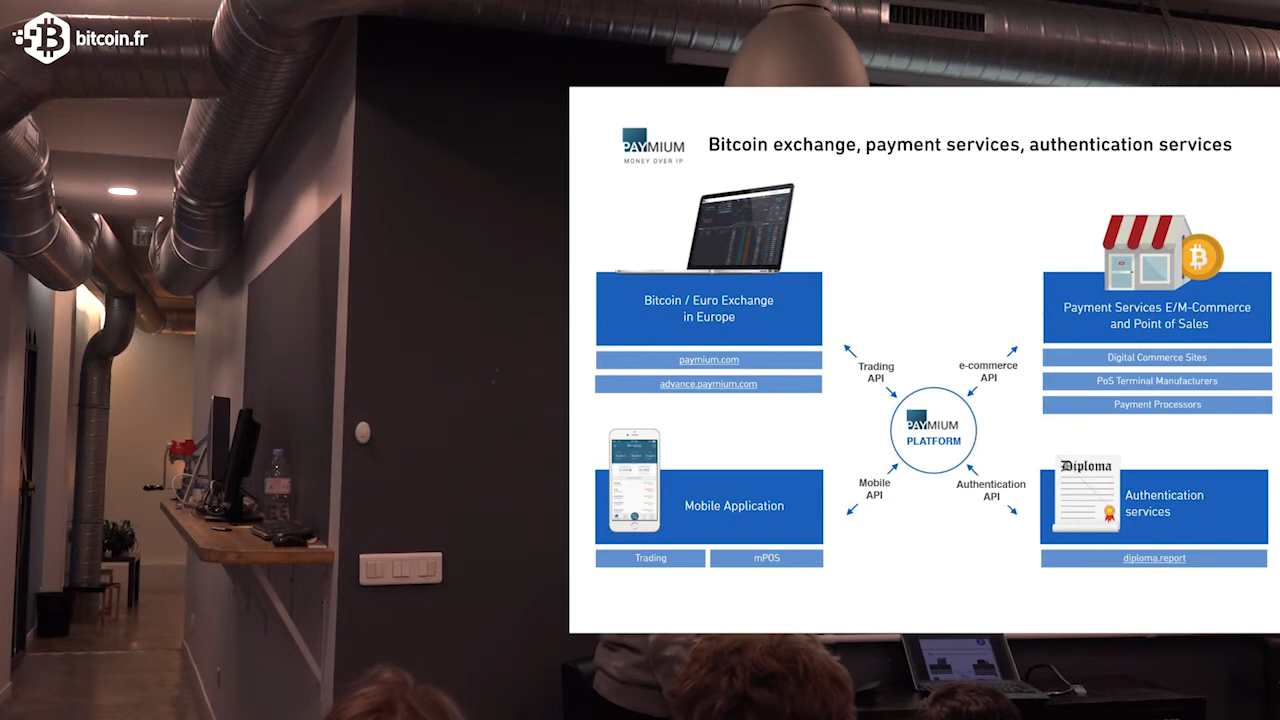 bitcoin.fr
PAYMIUM
MONEY OVER IP
Bitcoin exchange, payment services, authentication services
Bitcoin / Euro Exchange
in Europe
paymium.com
advance.paymium.com
Payment Services E/M-Commerce
and Point of Sales
Digital Commerce Sites
PoS Terminal Manufacturers
Payment Processors
Trading
API
e-commerce
API
PAYMIUM
PLATFORM
Mobile
API
Authentication
API
Mobile Application
Trading
mPOS
Diploma
Authentication
services
diploma.report